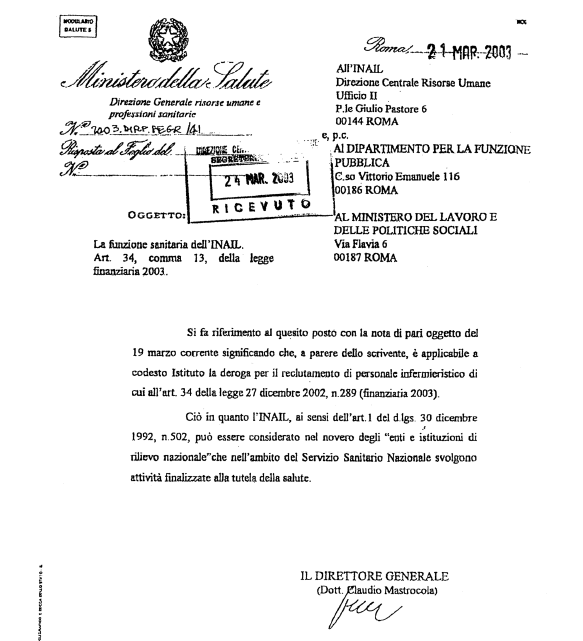 MODULARIO
SALUTE 5
Roma, 21 MAR. 2003
Ministero della Salute
Direzione Generale risorse umane e
professioni sanitarie
Risposta al Foglio del
N.º
24 MAR. 2003
RICEVUTO
OGGETTO:
La funzione sanitaria dell'INAIL.
Art. 34, comma 13, della legge
finanziaria 2003.
All'INAIL
Direzione Centrale Risorse Umane
Ufficio II
P.le Giulio Pastore 6
00144 ROMA
e, p.c.
Al DIPARTIMENTO PER LA FUNZIONE
PUBBLICA
C.so Vittorio Emanuele 116
00186 ROMA
AL MINISTERO DEL LAVORO E
DELLE POLITICHE SOCIALI
Via Flavia 6
00187 ROMA
Si fa riferimento al quesito posto con la nota di pari oggetto del
19 marzo corrente significando che, a parere dello scrivente, è applicabile a
codesto Istituto la deroga per il reclutamento di personale infermieristico di
cui all'art. 34 della legge 27 dicembre 2002, n.289 (finanziaria 2003).
Ciò in quanto l'INAIL, ai sensi dell'art.1 del d.lgs. 30 dicembre
1992, n.502, può essere considerato nel novero degli "enti e istituzioni di
rilievo nazionale"che nell'ambito del Servizio Sanitario Nazionale svolgono
attività finalizzate alla tutela della salute.
IL DIRETTORE GENERALE
(Dott. Claudio Mastrocola)